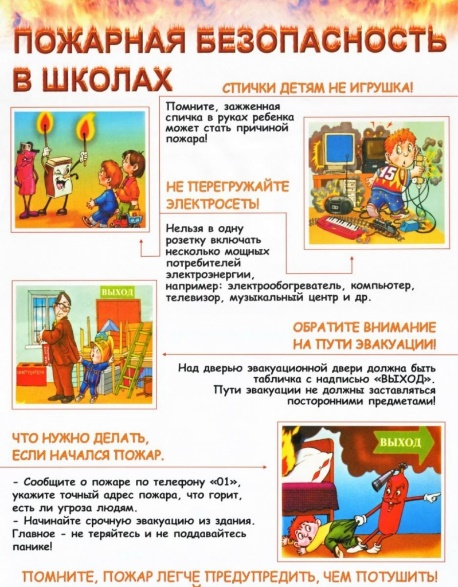 ПОЖАРНАЯ БЕЗОПАСНОСТЬ
В ШКОЛАХ
СПИЧКИ ДЕТЯМ НЕ ИГРУШКА!
Помните, зажженная
спичка в руках ребенка
может стать причиной
пожара!
НЕ ПЕРЕГРУЖАЙТЕ
ЭЛЕКТРОСЕТЬ!
15
Нельзя в одну
розетку включать
несколько мощных
потребителей
электроэнергии,
например: электрообогреватель, компьютер,
телевизор, музыкальный центр и др.
ВЫХОД
ОБРАТИТЕ ВНИМАНИЕ
НА ПУТИ ЭВАКУАЦИИ!
Над дверью эвакуационной двери должна быть
табличка с надписью «ВЫХОД».
Пути эвакуации не должны заставляться
посторонними предметами!
ЧТО НУЖНО ДЕЛАТЬ,
ЕСЛИ НАЧАЛСЯ ПОЖАР.
ВЫХОД
- Сообщите о пожаре по телефону «01»,
укажите точный адрес пожара, что горит,
есть ли угроза людям.
- Начинайте срочную эвакуацию из здания.
Главное - не теряйтесь и не поддавайтесь
панике!
ПОМНИТЕ, ПОЖАР ЛЕГЧЕ ПРЕДУПРЕДИТЬ, ЧЕМ ПОТУШИТЬ!